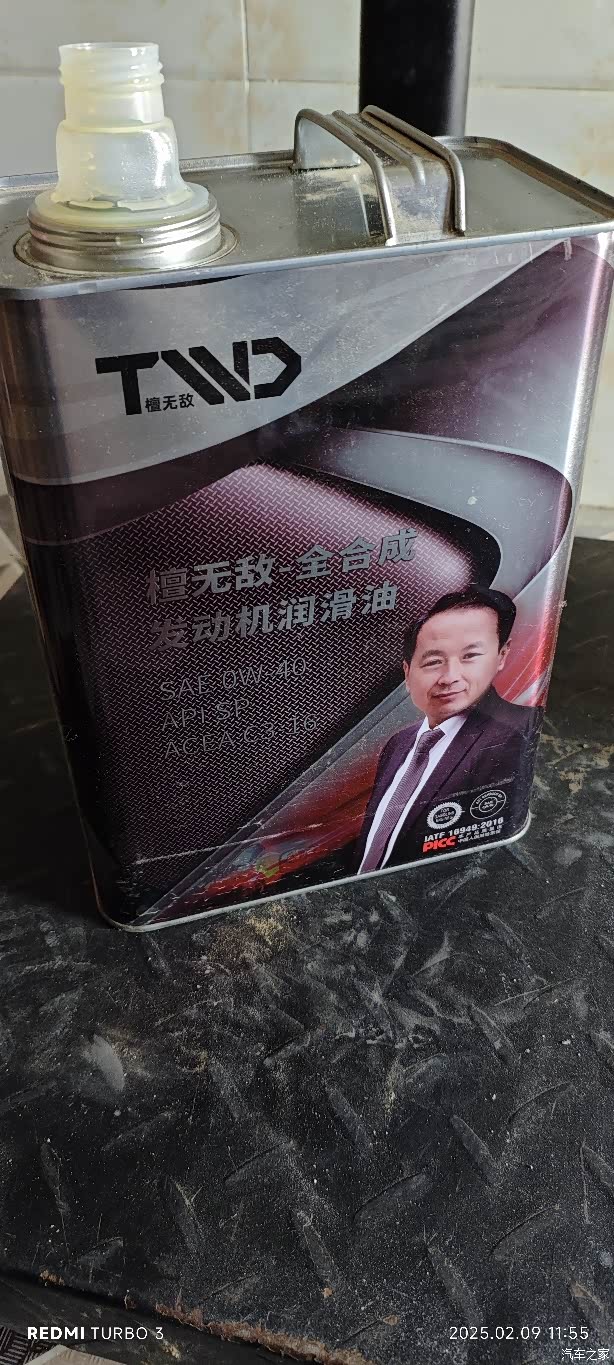 TWD
檀无敌
檀无敌-全合成
发动机润滑油
SAE 0W-40
SP
ACEA:C3-16
IATF 16949:2016
PICC
REDMI TURBO 3
2025.02.09 11:55
汽车之家